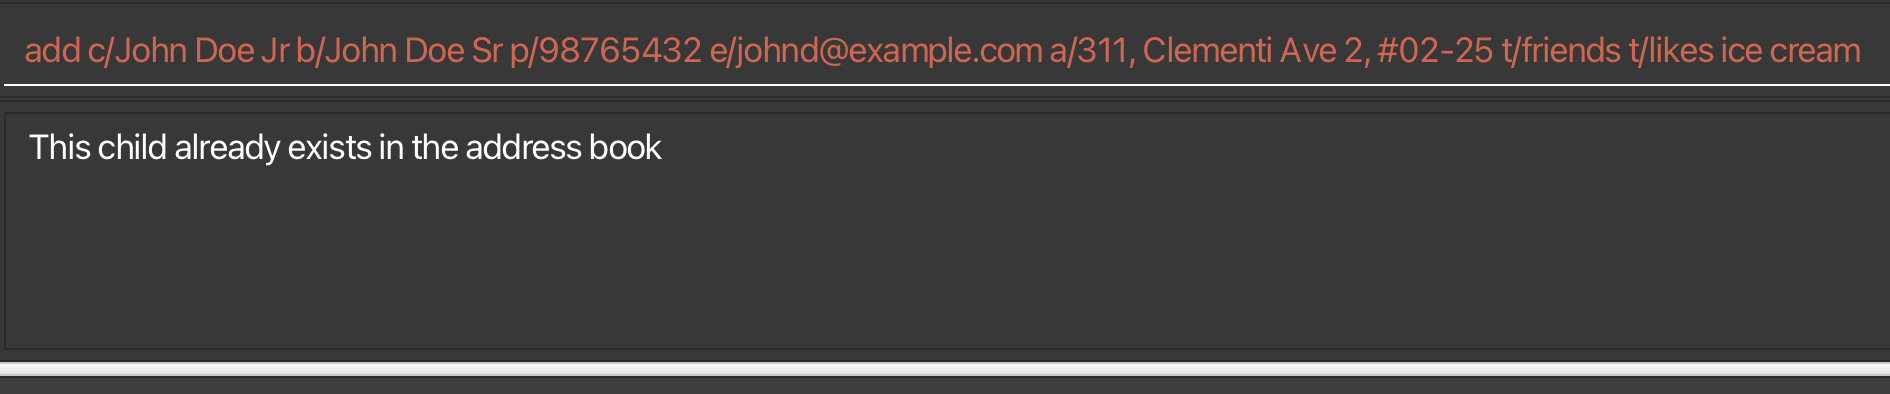 add c/John Doe Jr b/John Doe Sr p/98765432 e/johnd@example.com a/311, Clementi Ave 2, #02-25 t/friends t/likes ice cream
This child already exists in the address book